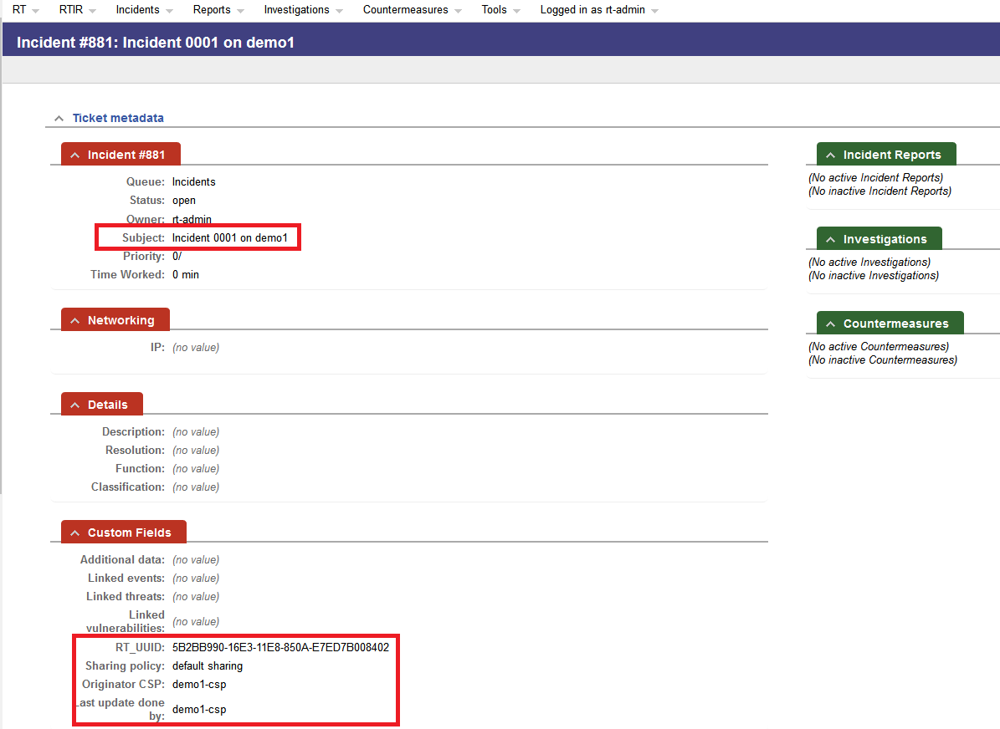 RT RTIR Incidents Reports Investigations Countermeasures Tools Logged in as rt-admin
Incident #881: Incident 0001 on demo1
Ticket metadata
Incident #881
Queue: Incidents
Status: open
Owner: rt-admin
Subject: Incident 0001 on demo1
Priority: 0/
Time Worked: 0 min
Networking
IP: (no value)
Details
Description: (no value)
Resolution: (no value)
Function: (no value)
Classification: (no value)
Custom Fields
Additional data: (no value)
Linked events: (no value)
Linked threats: (no value)
Linked
vulnerabilities: (no value)
RT_UUID: 5B2BB990-16E3-11E8-850A-E7ED7B008402
Sharing policy: default sharing
Originator CSP: demo1-csp
Last update done
by: demo1-csp
Incident Reports
(No active Incident Reports)
(No inactive Incident Reports)
Investigations
(No active Investigations)
(No inactive Investigations)
Countermeasures
(No active Countermeasures)
(No inactive Countermeasures)